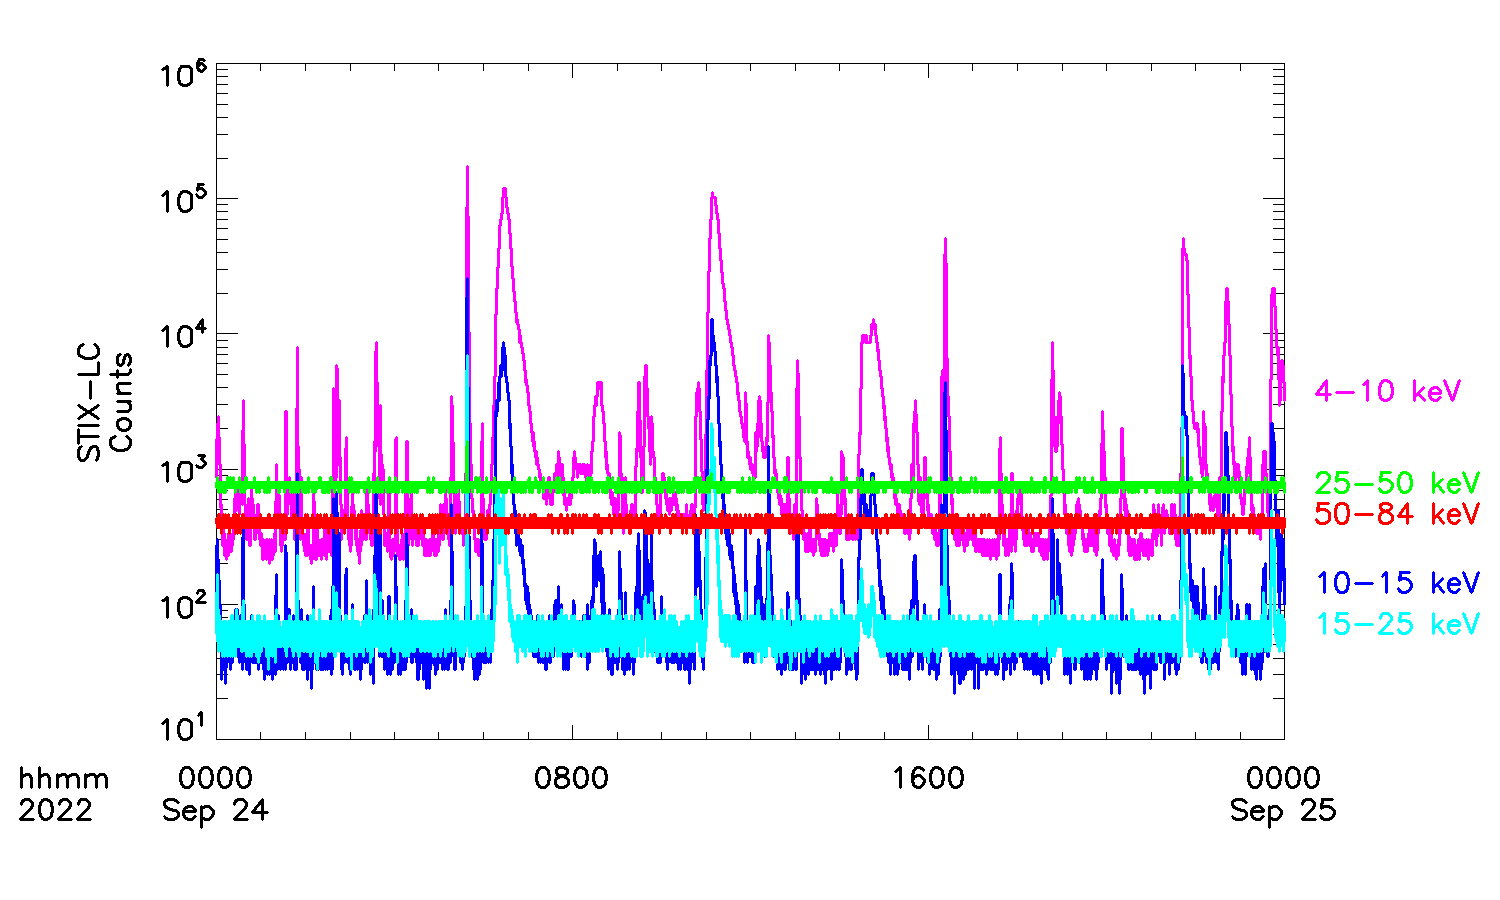 10^6
10^5
10^4
10^3
10^2
10^1
STIX-LC
Counts
4-10 keV
25-50 keV
50-84 keV
10-15 keV
15-25 keV
hhmm 0000 0800 1600 0000
2022 Sep 24 Sep 25